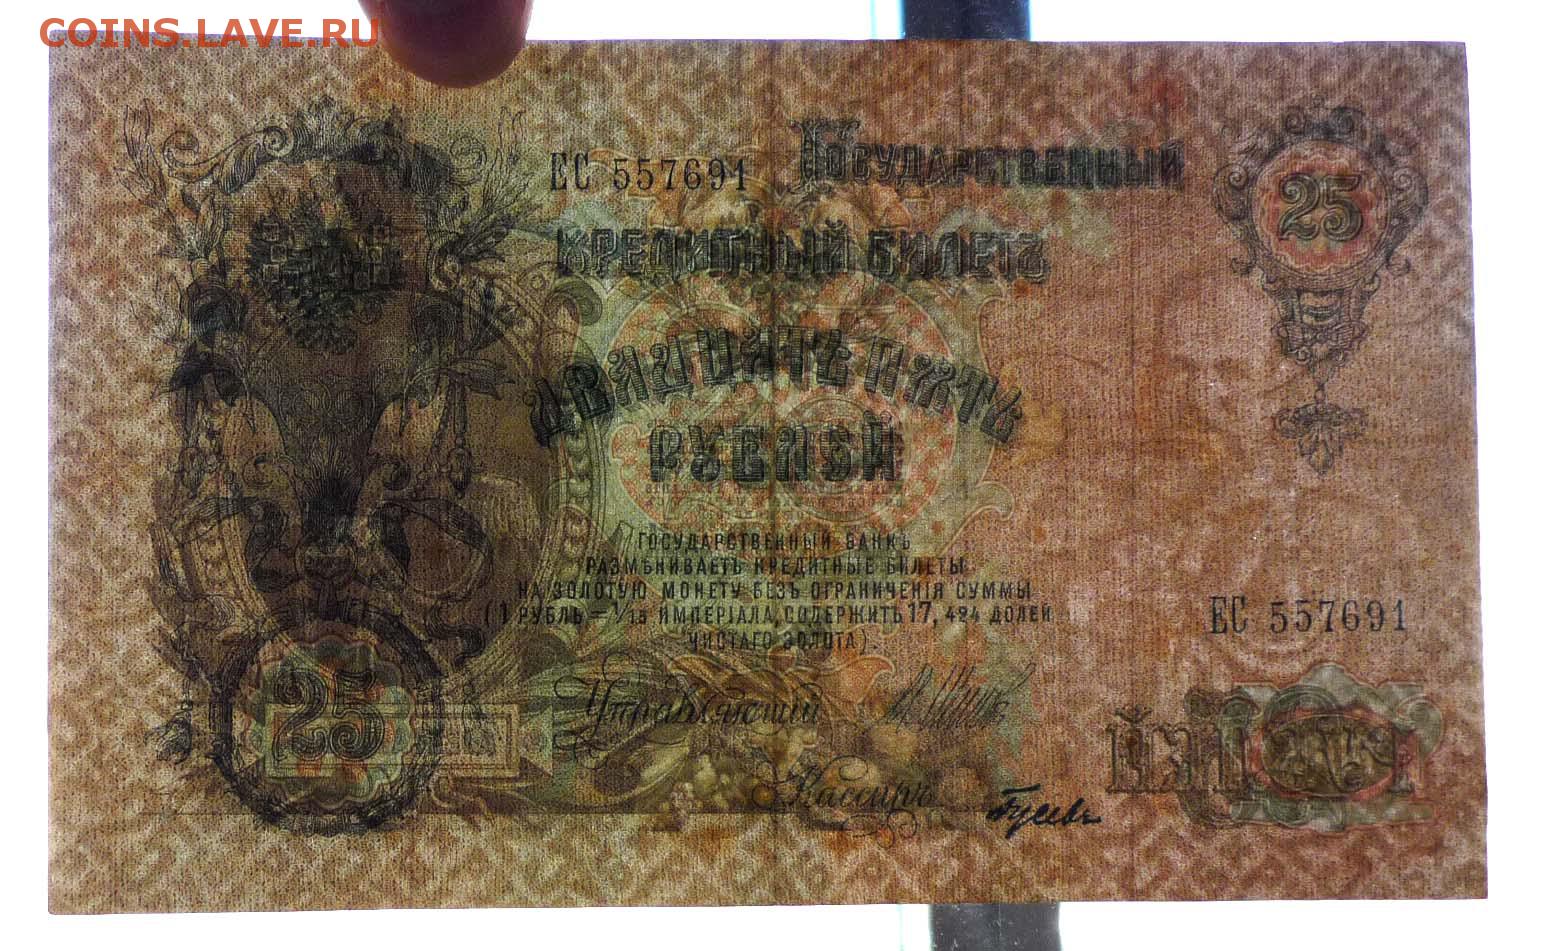 COINS.LAVE.RU
ЕС 557691
ГОСУДАРСТВЕННЫЙ
КРЕДИТНЫЙ БИЛЕТЪ
25
ДВАДЦАТЬ ПЯТЬ
РУБЛЕЙ
ГОСУДАРСТВЕННЫЙ БАНКЪ
РАЗМѢНИВАЕТЪ КРЕДИТНЫЕ БИЛЕТЫ
НА ЗОЛОТУЮ МОНЕТУ БЕЗЪ ОГРАНИЧЕНІЯ СУММЫ
(1 РУБЛЬ = 1/15 ИМПЕРІАЛА, СОДЕРЖИТЪ 17,424 ДОЛЕЙ
ЧИСТАГО ЗОЛОТА).
ЕС 557691
25
Управляющій
Кассиръ
Гусевъ